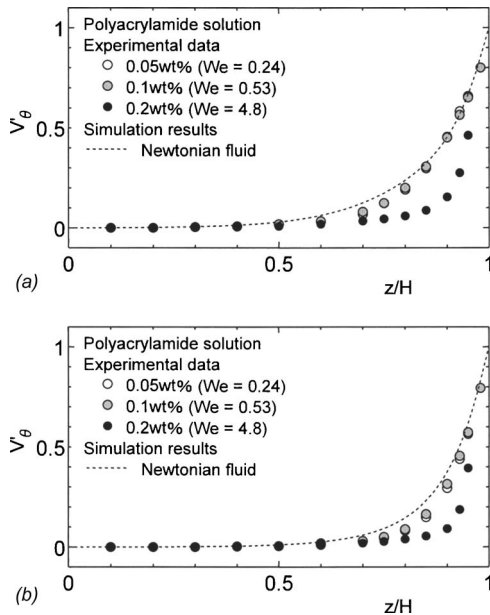 Polyacrylamide solution
Experimental data
0.05wt% (We = 0.24)
0.1wt% (We = 0.53)
0.2wt% (We = 4.8)
Simulation results
Newtonian fluid
1
0.5
0
V'θ
0
0.5
1
z/H
(a)
Polyacrylamide solution
Experimental data
0.05wt% (We = 0.24)
0.1wt% (We = 0.53)
0.2wt% (We = 4.8)
Simulation results
Newtonian fluid
1
0.5
0
V'θ
0
0.5
1
z/H
(b)